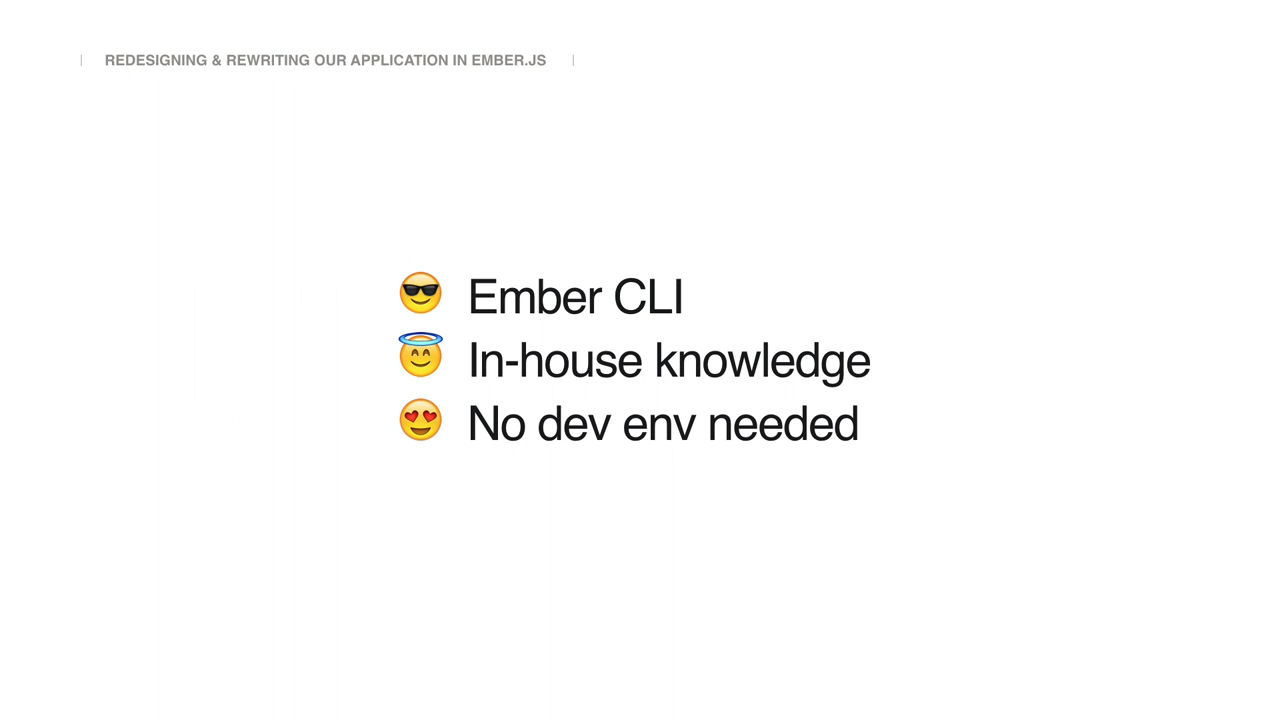 REDESIGNING & REWRITING OUR APPLICATION IN EMBER.JS
😎 Ember CLI
😇 In-house knowledge
😍 No dev env needed